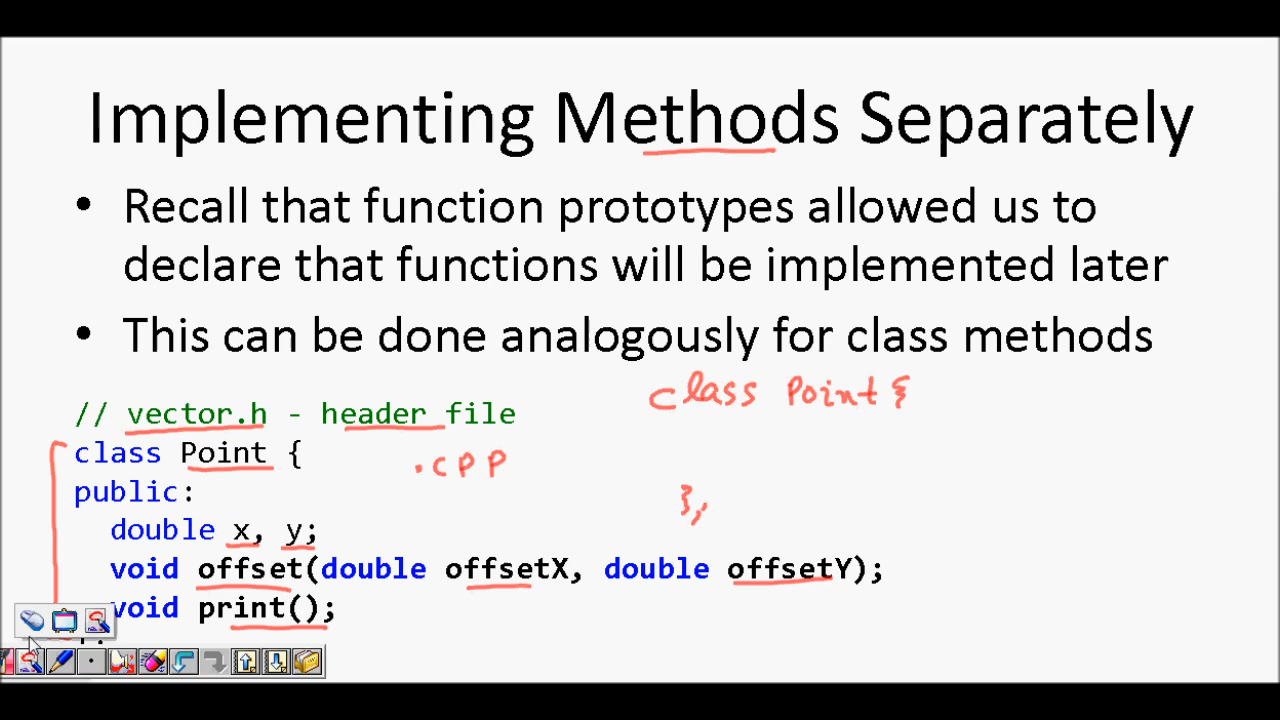 Implementing Methods Separately
• Recall that function prototypes allowed us to
declare that functions will be implemented later
• This can be done analogously for class methods
class Point {
// vector.h - header file
class Point {
.cpp
public:
};
double x, y;
void offset(double offsetX, double offsetY);
void print();